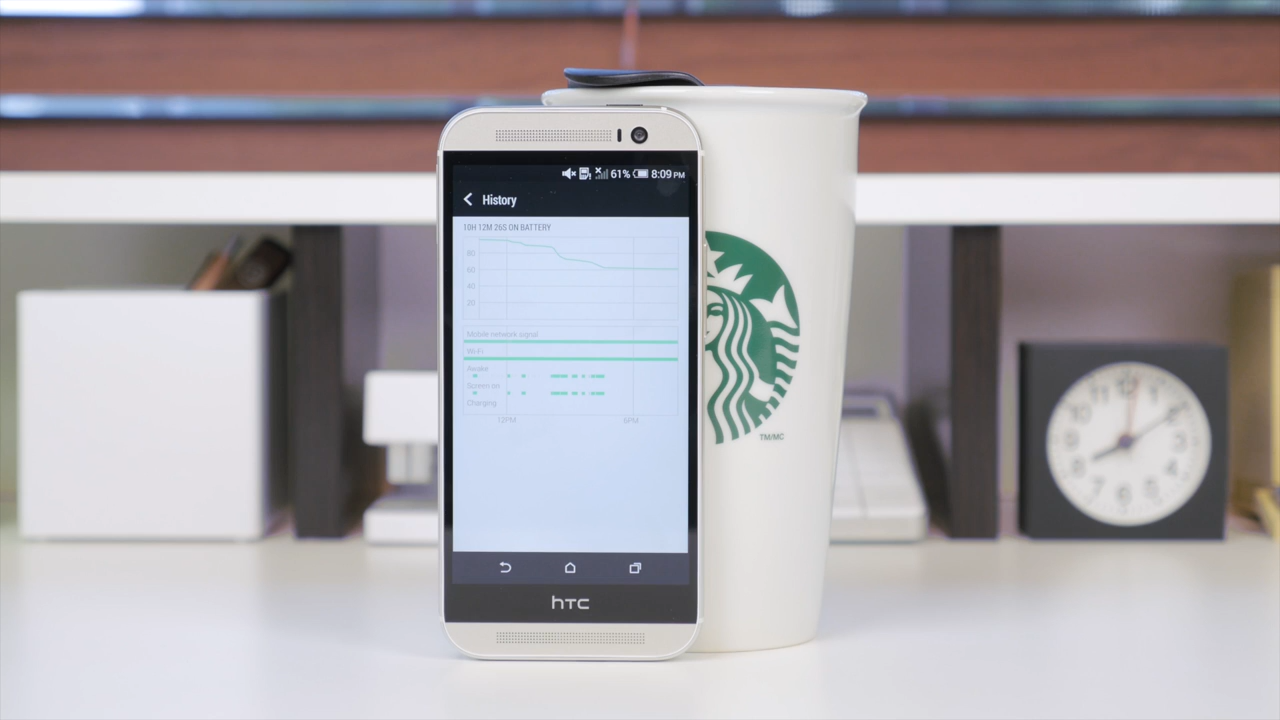 61% 8:09 PM
History
10H 12M 26S ON BATTERY
80
60
40
20
Mobile network signal
Wi-Fi
Awake
Screen on
Charging
12PM 6PM
hTC
TM/MC